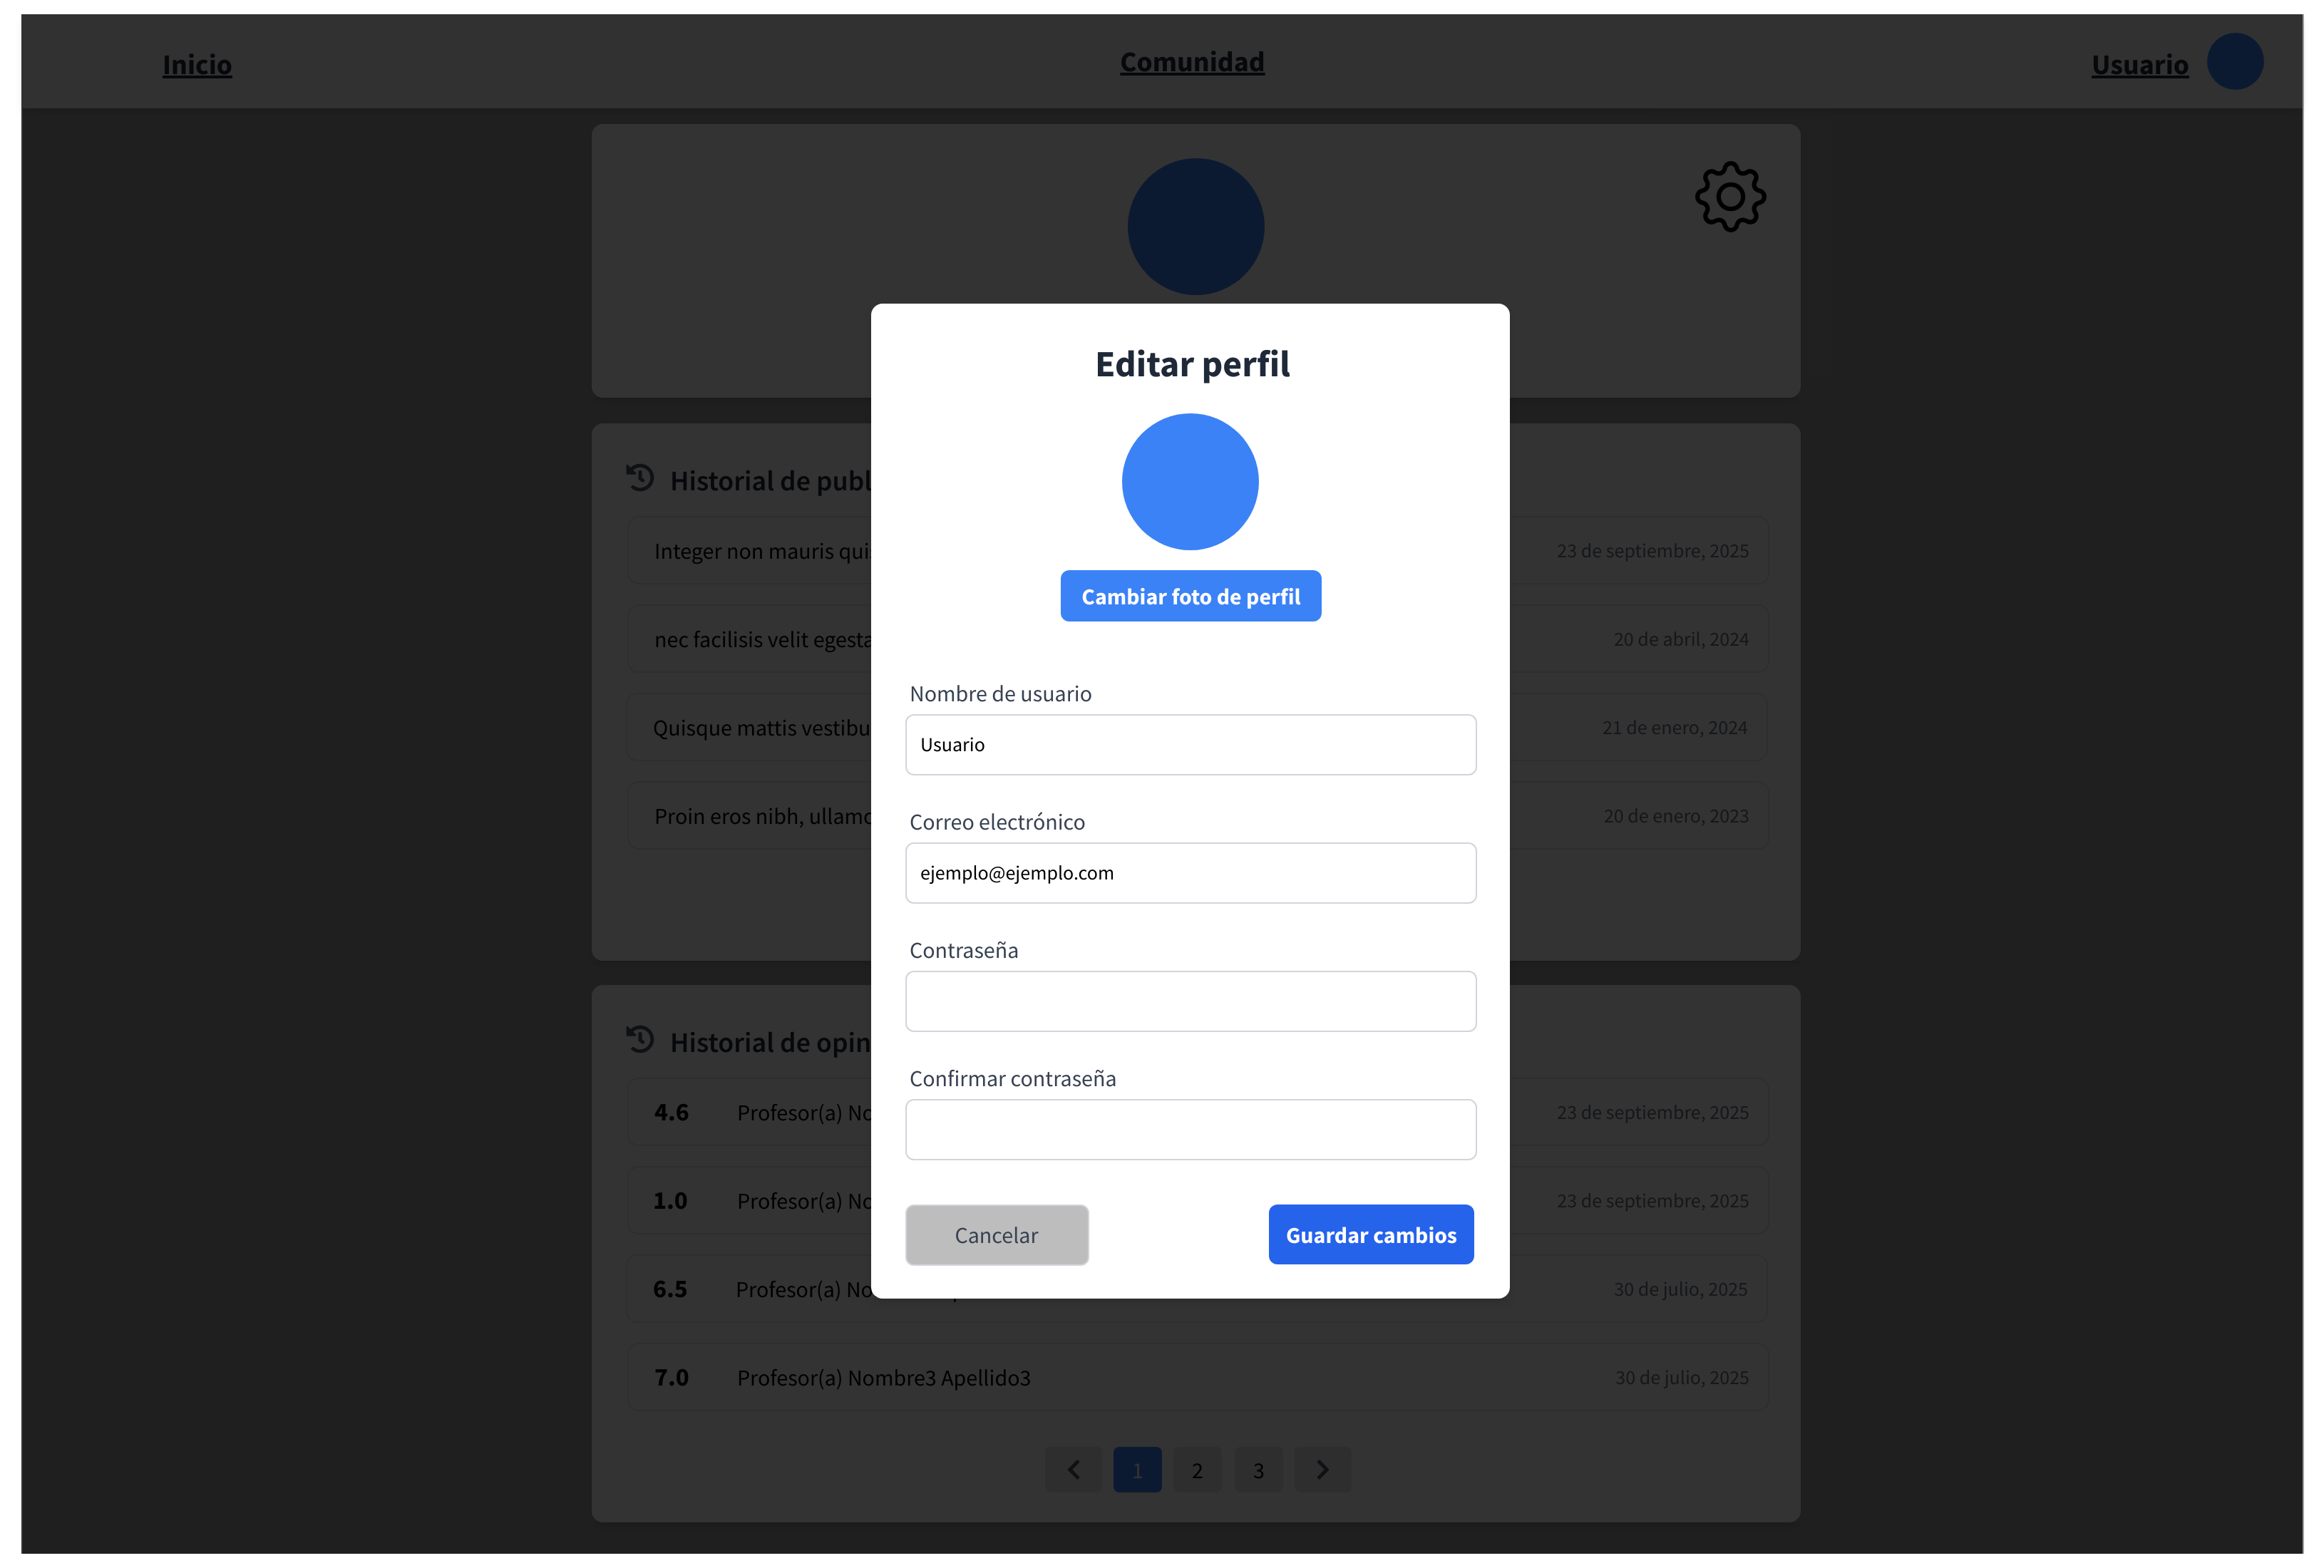 Inicio
Comunidad
Usuario
Editar perfil
Cambiar foto de perfil
Nombre de usuario
Usuario
Correo electrónico
ejemplo@ejemplo.com
Contraseña
Confirmar contraseña
Cancelar
Guardar cambios
Historial de publ
Integer non mauris qui
23 de septiembre, 2025
nec facilisis velit egesta
20 de abril, 2024
Quisque mattis vestibu
21 de enero, 2024
Proin eros nibh, ullamc
20 de enero, 2023
Historial de opin
4.6 Profesor(a) No
23 de septiembre, 2025
1.0 Profesor(a) No
23 de septiembre, 2025
6.5 Profesor(a) No
30 de julio, 2025
7.0 Profesor(a) Nombre3 Apellido3
30 de julio, 2025
1 2 3